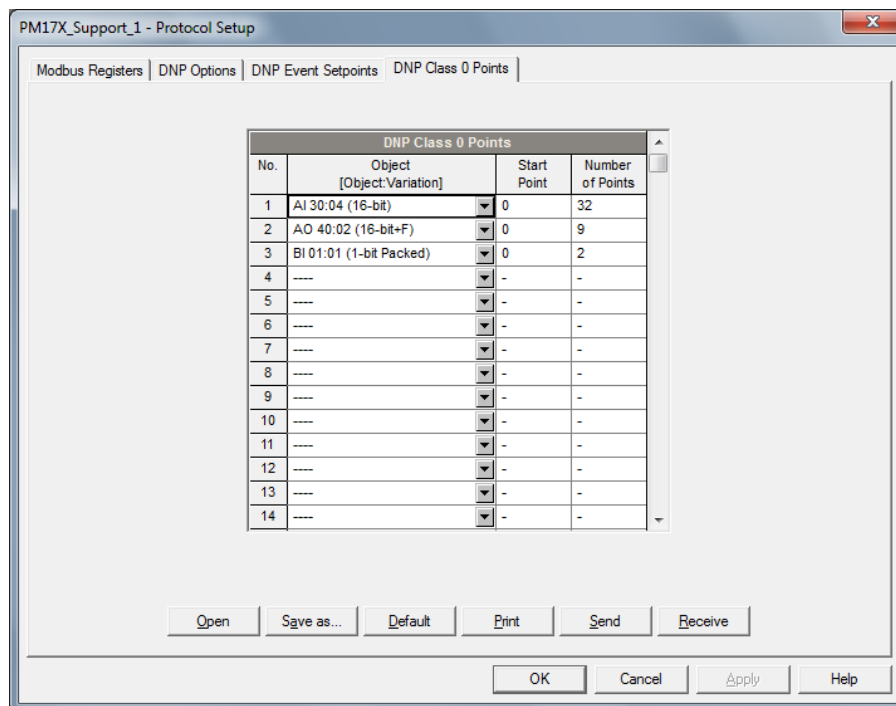 PM17X_Support_1 - Protocol Setup
Modbus Registers DNP Options DNP Event Setpoints DNP Class 0 Points
DNP Class 0 Points
No. Object [Object:Variation] Start Point Number of Points
1 AI 30:04 (16-bit) 0 32
2 AO 40:02 (16-bit+F) 0 9
3 BI 01:01 (1-bit Packed) 0 2
4 ---- - -
5 ---- - -
6 ---- - -
7 ---- - -
8 ---- - -
9 ---- - -
10 ---- - -
11 ---- - -
12 ---- - -
13 ---- - -
14 ---- - -
Open Save as... Default Print Send Receive
OK Cancel Apply Help